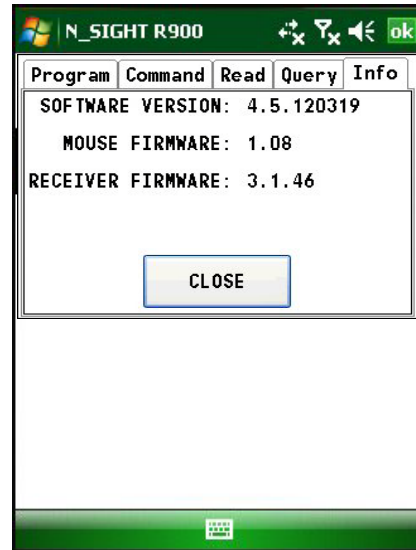 N_SIGHT R900 ok
Program Command Read Query Info
SOFTWARE VERSION: 4.5.120319
MOUSE FIRMWARE: 1.08
RECEIVER FIRMWARE: 3.1.46
CLOSE